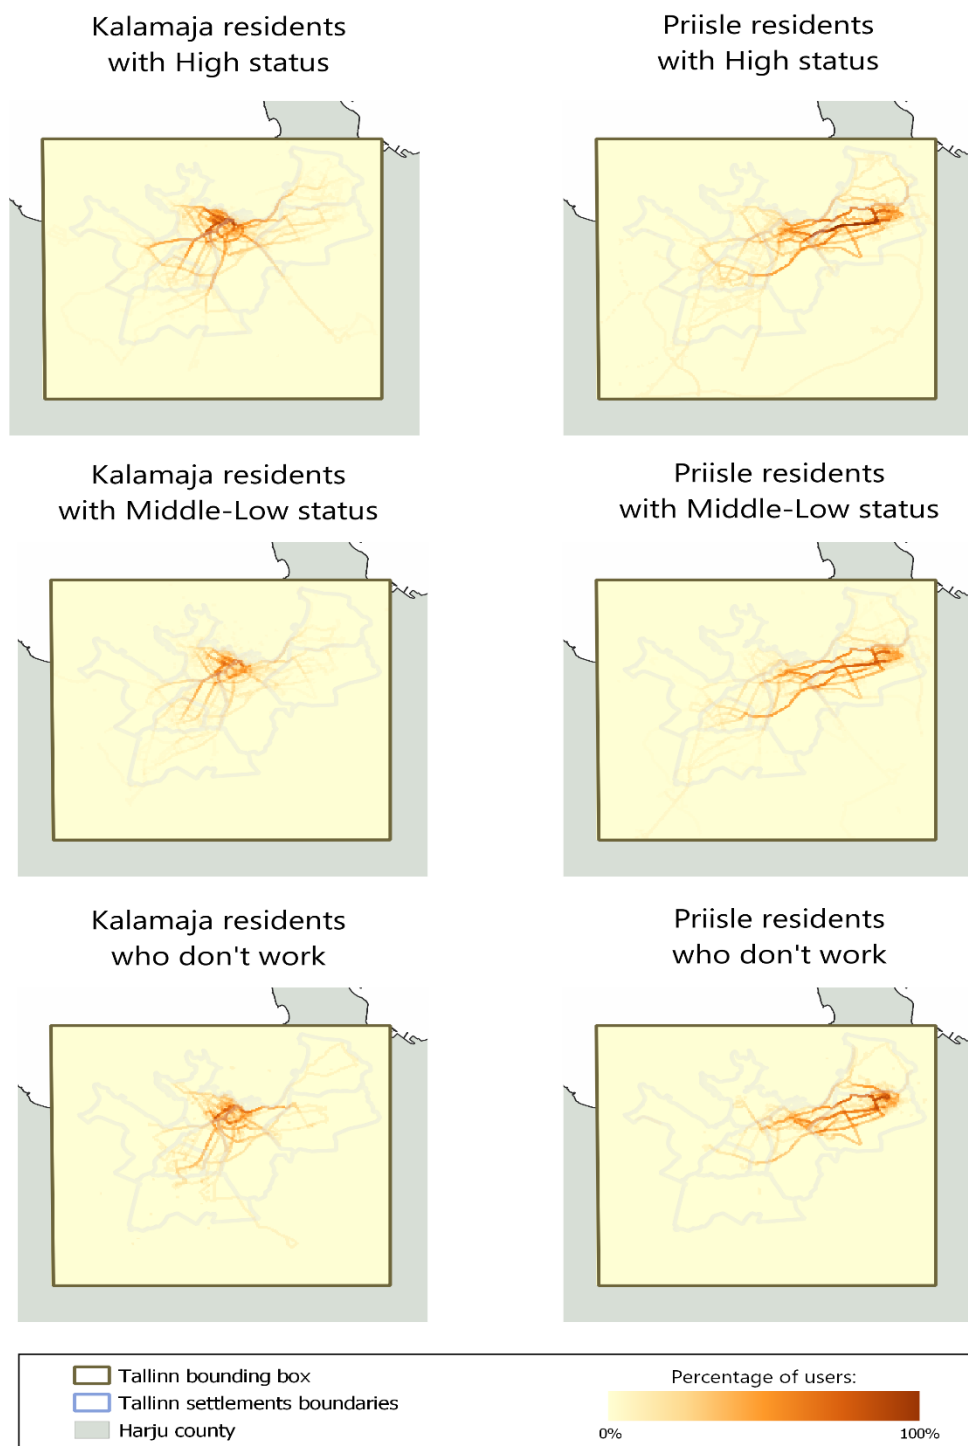 Kalamaja residents
with High status
Priisle residents
with High status
Kalamaja residents
with Middle-Low status
Priisle residents
with Middle-Low status
Kalamaja residents
who don't work
Priisle residents
who don't work
Tallinn bounding box
Tallinn settlements boundaries
Harju county
Percentage of users:
0%
100%